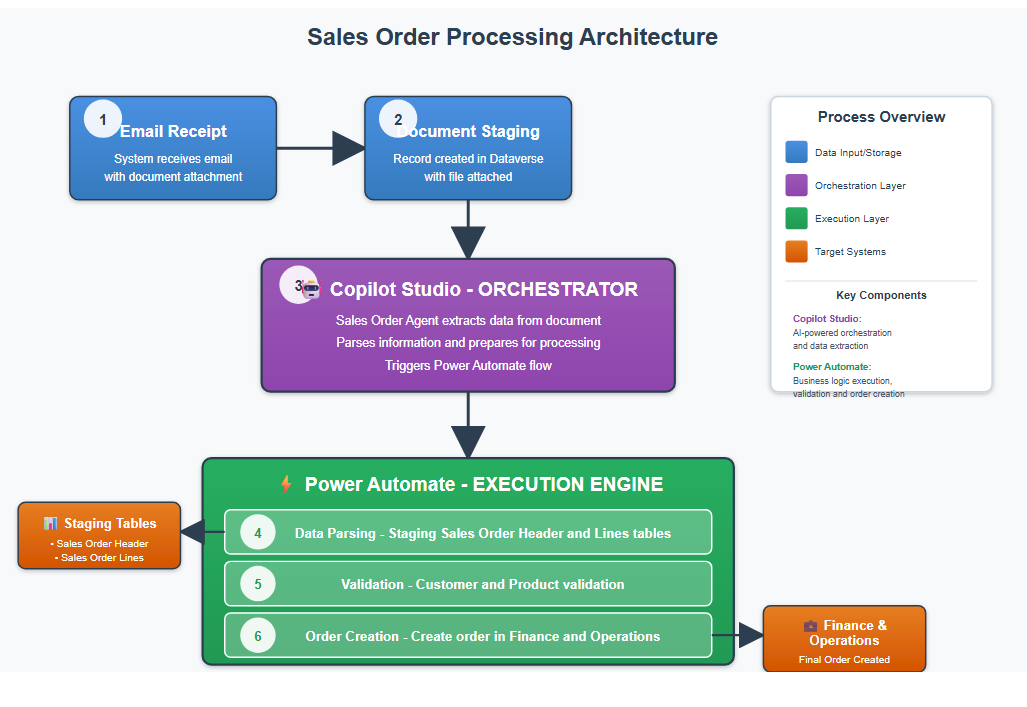 Sales Order Processing Architecture
1
Email Receipt
System receives email
with document attachment
2
Document Staging
Record created in Dataverse
with file attached
3
Copilot Studio - ORCHESTRATOR
Sales Order Agent extracts data from document
Parses information and prepares for processing
Triggers Power Automate flow
Process Overview
Data Input/Storage
Orchestration Layer
Execution Layer
Target Systems
Key Components
Copilot Studio:
AI-powered orchestration
and data extraction
Power Automate:
Business logic execution,
validation and order creation
Power Automate - EXECUTION ENGINE
4
Data Parsing - Staging Sales Order Header and Lines tables
5
Validation - Customer and Product validation
6
Order Creation - Create order in Finance and Operations
Staging Tables
• Sales Order Header
• Sales Order Lines
Finance &
Operations
Final Order Created